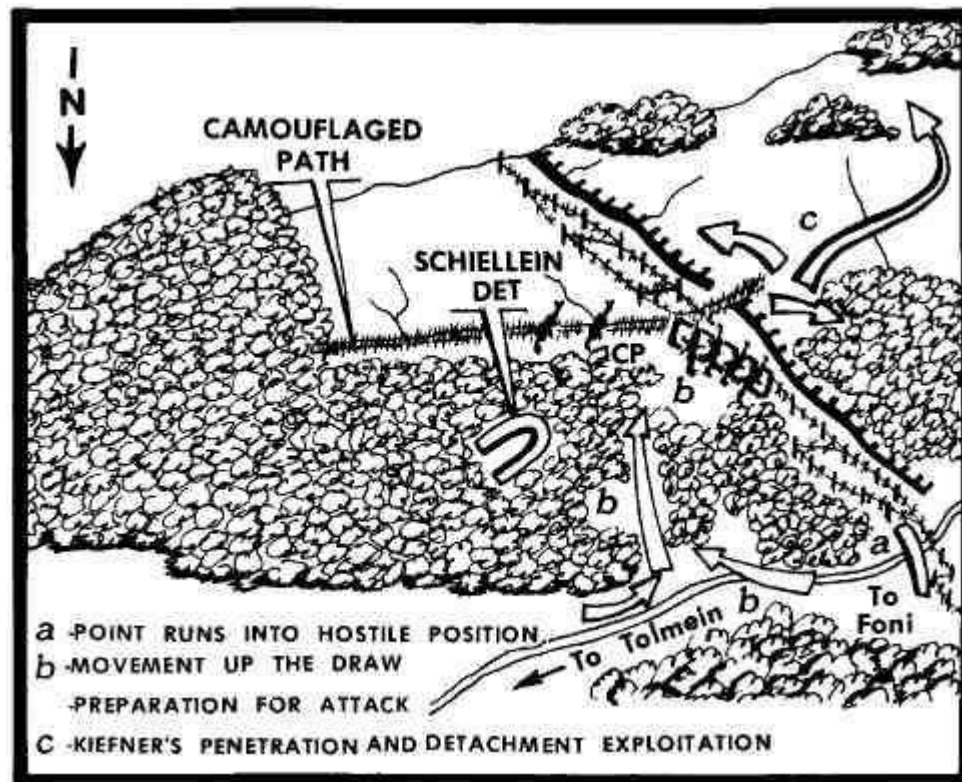 N
CAMOUFLAGED
PATH
SCHIELLEIN
DET
c
CP
b
b
a
b
To Tolmein
To
Foni
a -POINT RUNS INTO HOSTILE POSITION
b -MOVEMENT UP THE DRAW
-PREPARATION FOR ATTACK
c -KIEFNER'S PENETRATION AND DETACHMENT EXPLOITATION